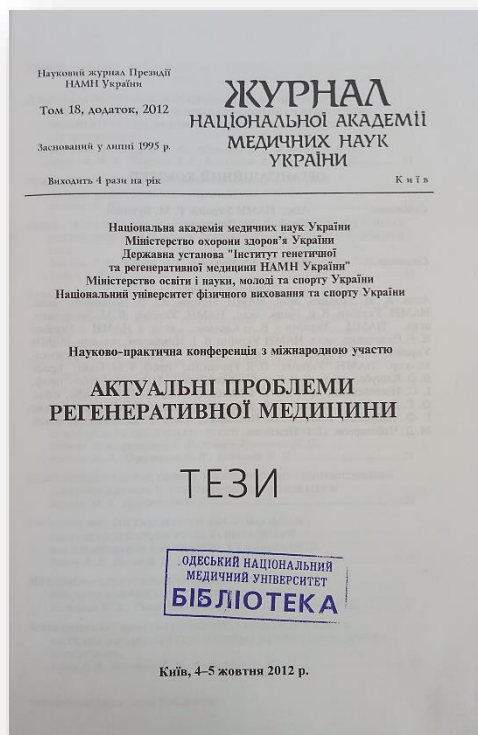 Науковий журнал Президії
НАМН України
Том 18, додаток, 2012
Заснований у липні 1995 р.
Виходить 4 рази на рік
ЖУРНАЛ
НАЦІОНАЛЬНОЇ АКАДЕМІЇ
МЕДИЧНИХ НАУК
УКРАЇНИ
Київ
Національна академія медичних наук України
Міністерство охорони здоров'я України
Державна установа "Інститут генетичної
та регенеративної медицини НАМН України"
Міністерство освіти і науки, молоді та спорту України
Національний університет фізичного виховання та спорту України
Науково-практична конференція з міжнародною участю
АКТУАЛЬНІ ПРОБЛЕМИ
РЕГЕНЕРАТИВНОЇ МЕДИЦИНИ
ТЕЗИ
ОДЕСЬКИЙ НАЦІОНАЛЬНИЙ
МЕДИЧНИЙ УНІВЕРСИТЕТ
БІБЛІОТЕКА
Київ, 4–5 жовтня 2012 р.